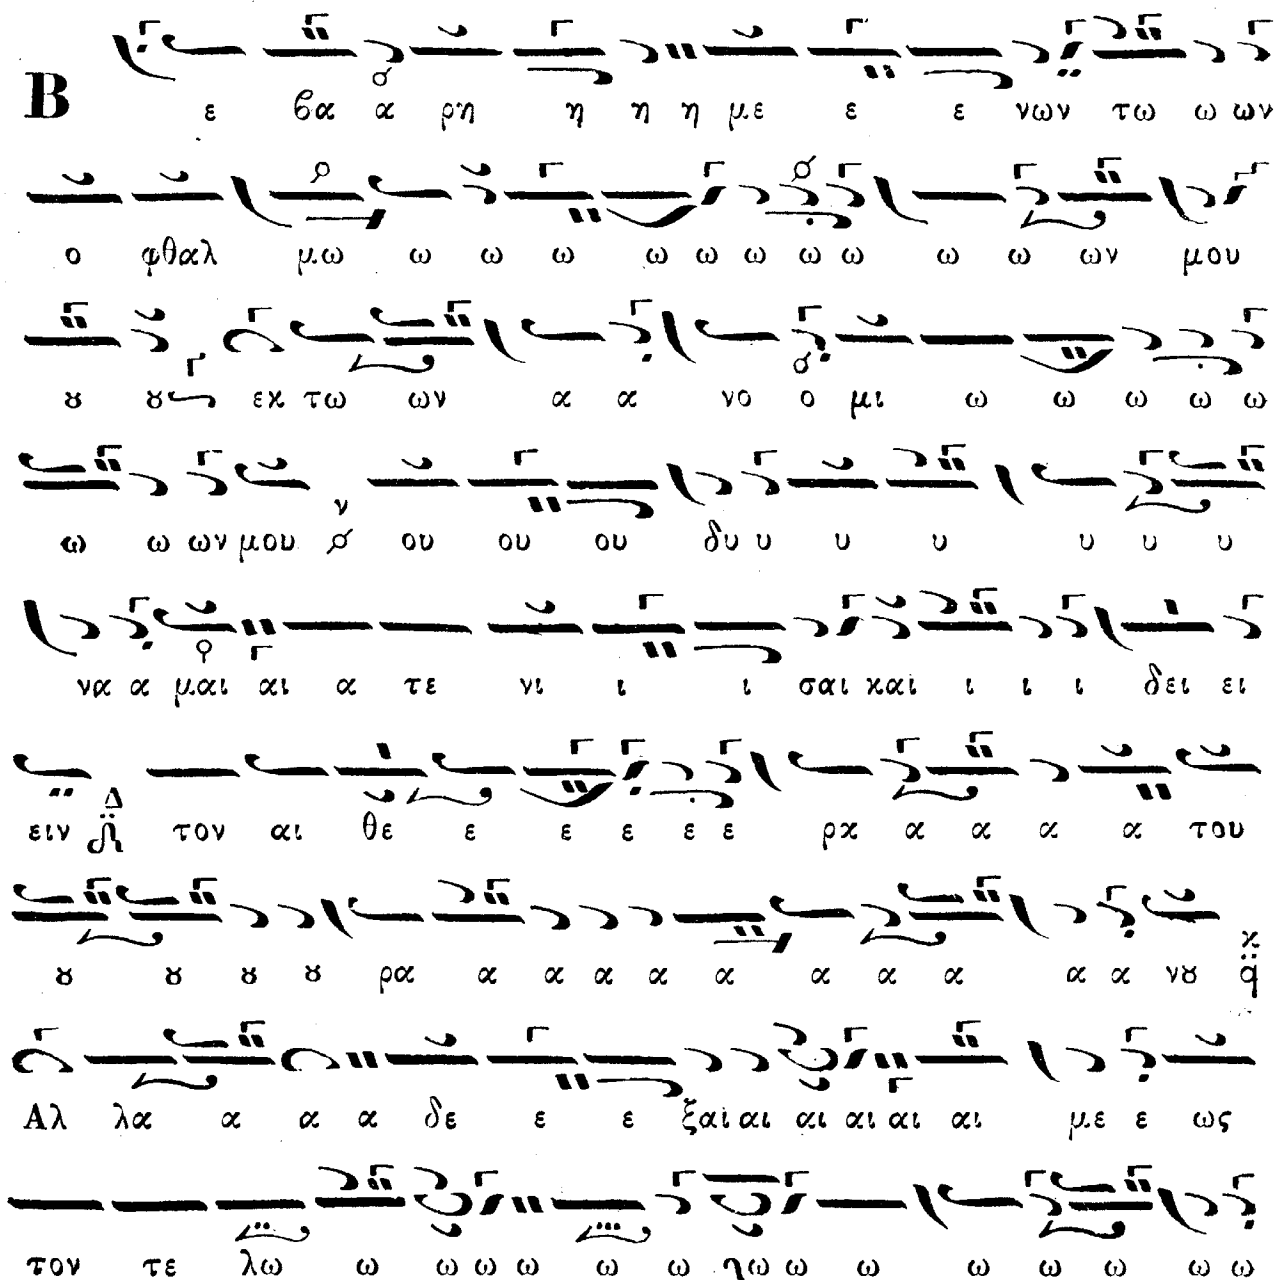 Β ε βα α ρη η η η με ε ε νων τω ω ων
ο φθαλ μω ω ω ω ω ω ω ω ω ω ω ων μου
ȣ ȣ εκ τω ων α α νο ο μι ω ω ω ω ω
ω ω ων μου ου ου ου δυ υ υ υ υ υ υ
να α μαι αι α τε νι ι ι σαι και ι ι ι δει ει
ειν Δ τον αι θε ε ε ε ε ε ρα α α α α του
ȣ ȣ ȣ ȣ ρα α α α α α α α α α α νȣ
Αλ λα α α α δε ε ε ξαι αι αι αι αι αι με ε ως
τον τε λω ω ω ω ω ω ω ω ω ω ω ω ω ω